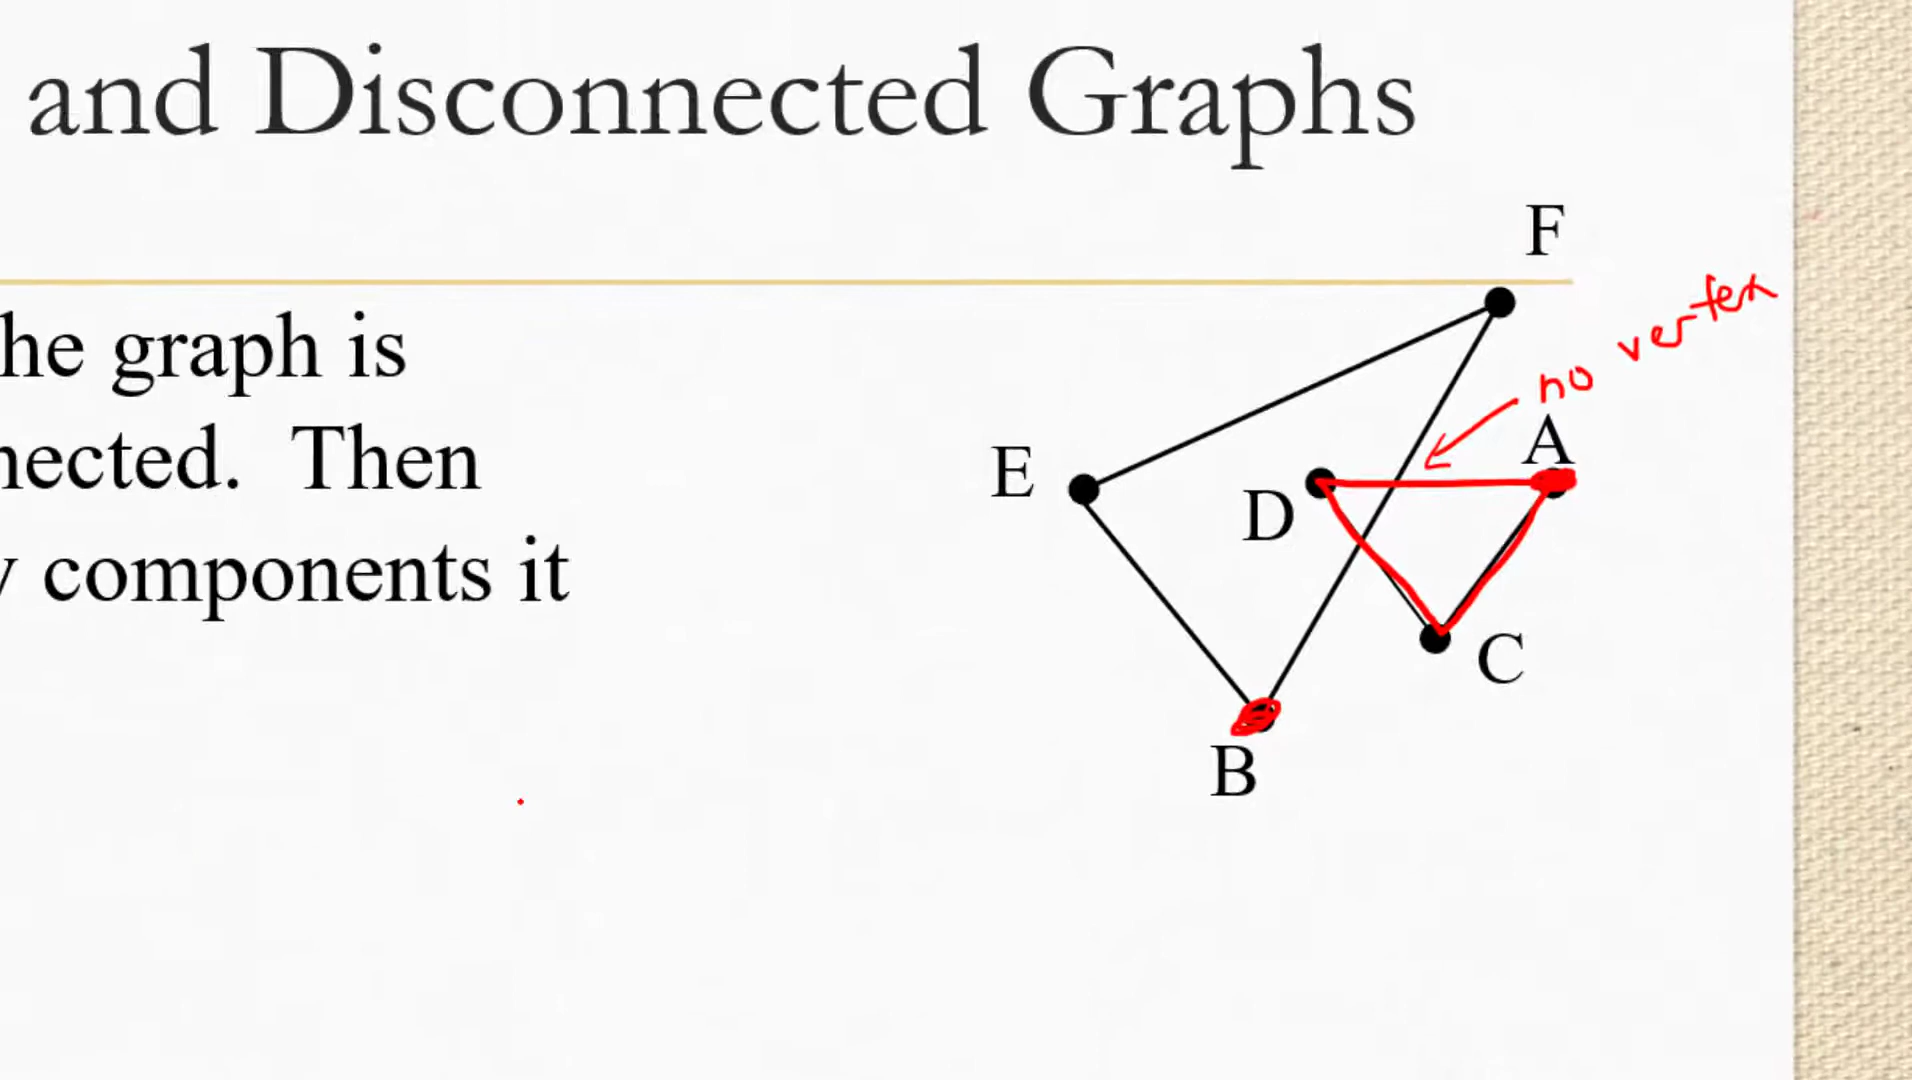 and Disconnected Graphs
F
he graph is
no vertex
A
nected. Then
E
D
y components it
C
B